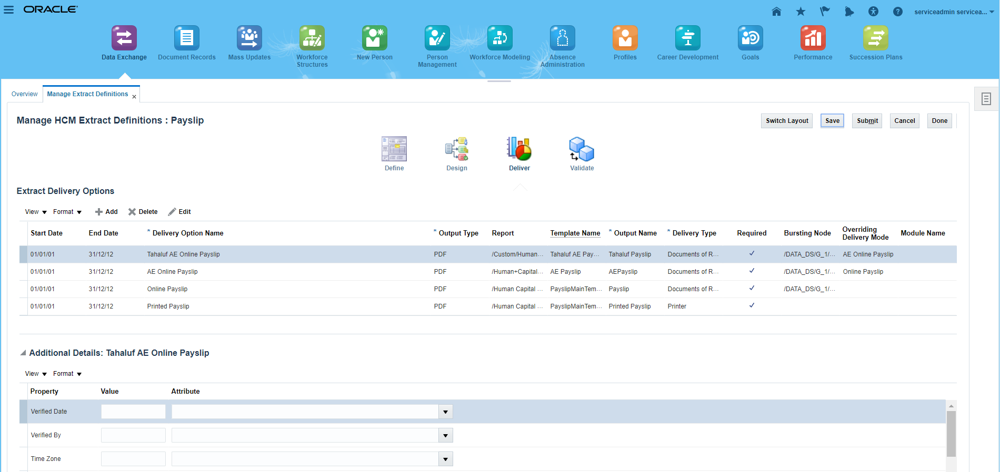 ORACLE
serviceadmin servicea...
Data Exchange
Document Records
Mass Updates
Workforce Structures
New Person
Person Management
Workforce Modeling
Absence Administration
Profiles
Career Development
Goals
Performance
Succession Plans
Overview
Manage Extract Definitions
Manage HCM Extract Definitions : Payslip
Switch Layout Save Submit Cancel Done
Define Design Deliver Validate
Extract Delivery Options
View Format Add Delete Edit
Start Date End Date * Delivery Option Name * Output Type Report Template Name * Output Name * Delivery Type Required Bursting Node Overriding Delivery Mode Module Name
01/01/01 31/12/12 Tahaluf AE Online Payslip PDF /Custom/Human... Tahaluf AE Pay... Tahaluf Payslip Documents of R... ✓ /DATA_DS/G_1/... AE Online Payslip
01/01/01 31/12/12 AE Online Payslip PDF /Human+Capital... AE Payslip AEPayslip Documents of R... ✓ /DATA_DS/G_1/... Online Payslip
01/01/01 31/12/12 Online Payslip PDF /Human Capital ... PayslipMainTem... Payslip Documents of R... ✓ /DATA_DS/G_1/...
01/01/01 31/12/12 Printed Payslip PDF /Human Capital ... PayslipMainTem... Printed Payslip Printer ✓
Additional Details: Tahaluf AE Online Payslip
View Format
Property Value Attribute
Verified Date
Verified By
Time Zone